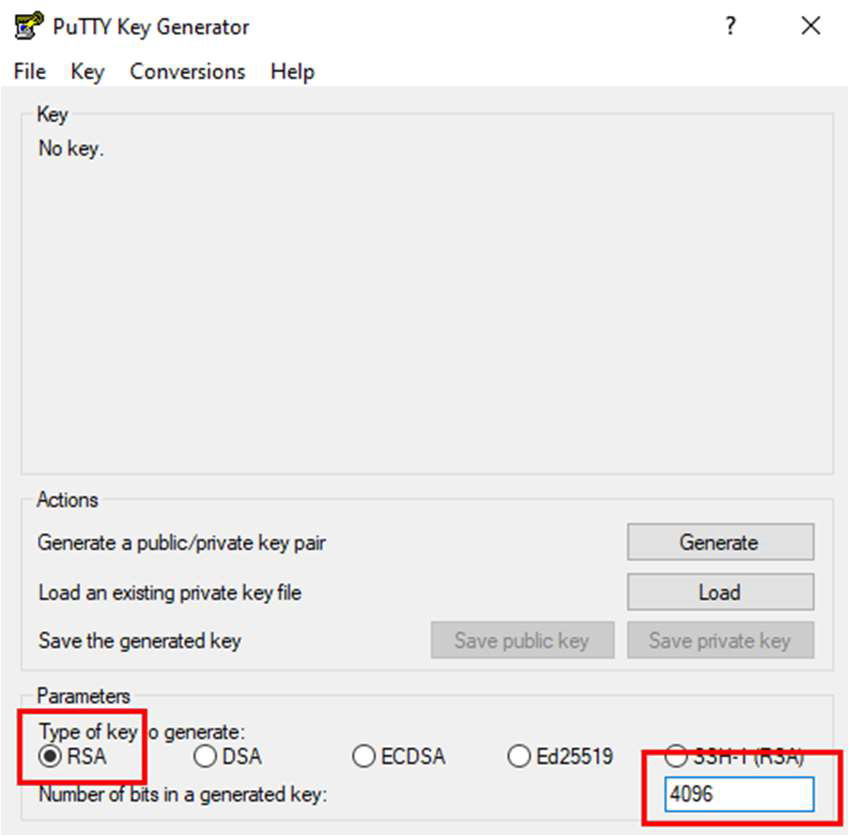 PuTTY Key Generator ?
File Key Conversions Help
Key
No key.
Actions
Generate a public/private key pair Generate
Load an existing private key file Load
Save the generated key Save public key Save private key
Parameters
Type of key to generate:
RSA DSA ECDSA Ed25519 SSH-1 (RSA)
Number of bits in a generated key: 4096